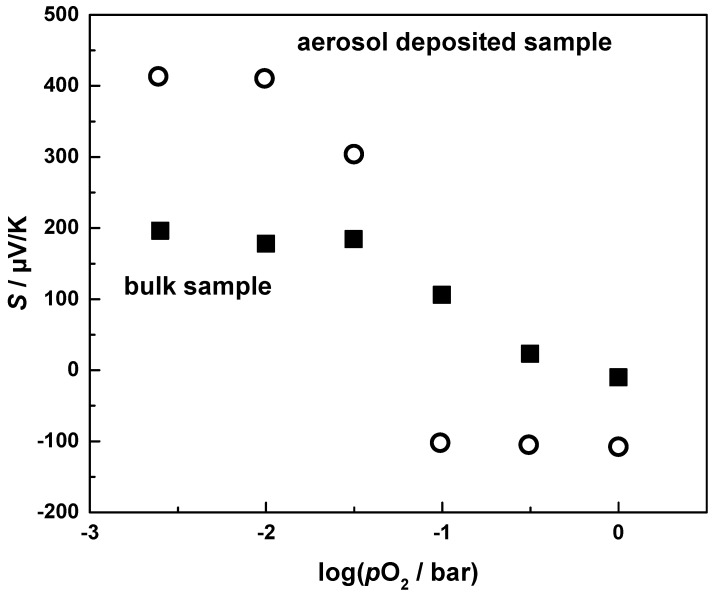 500
aerosol deposited sample
400
300
200
bulk sample
100
0
-100
-200
S / µV/K
-3 -2 -1 0
log(pO₂ / bar)